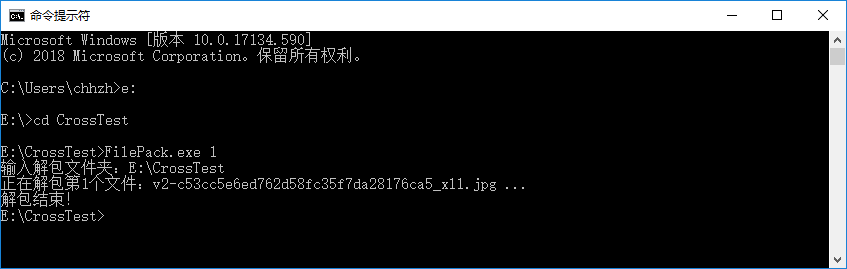 命令提示符
Microsoft Windows [版本 10.0.17134.590]
(c) 2018 Microsoft Corporation。保留所有权利。
C:\Users\chhzh>e:
E:\>cd CrossTest
E:\CrossTest>FilePack.exe 1
输入解包文件夹：E:\CrossTest
正在解包第1个文件：v2-c53cc5e6ed762d58fc35f7da28176ca5_xll.jpg ...
解包结束!
E:\CrossTest>